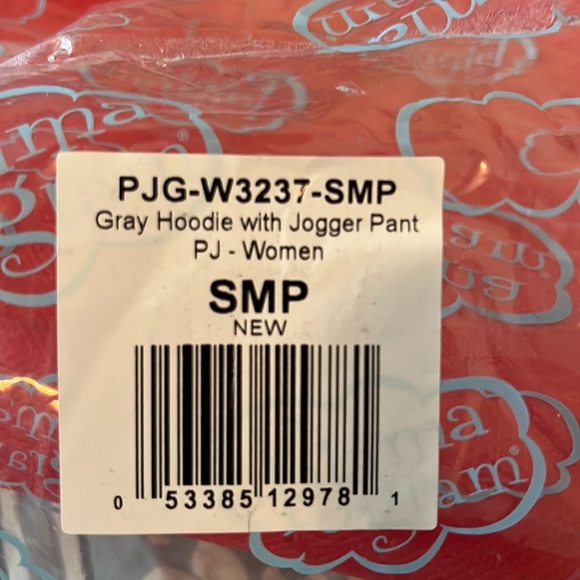 PJG-W3237-SMP
Gray Hoodie with Jogger Pant
PJ - Women
SMP
NEW
0 53385 12978 1